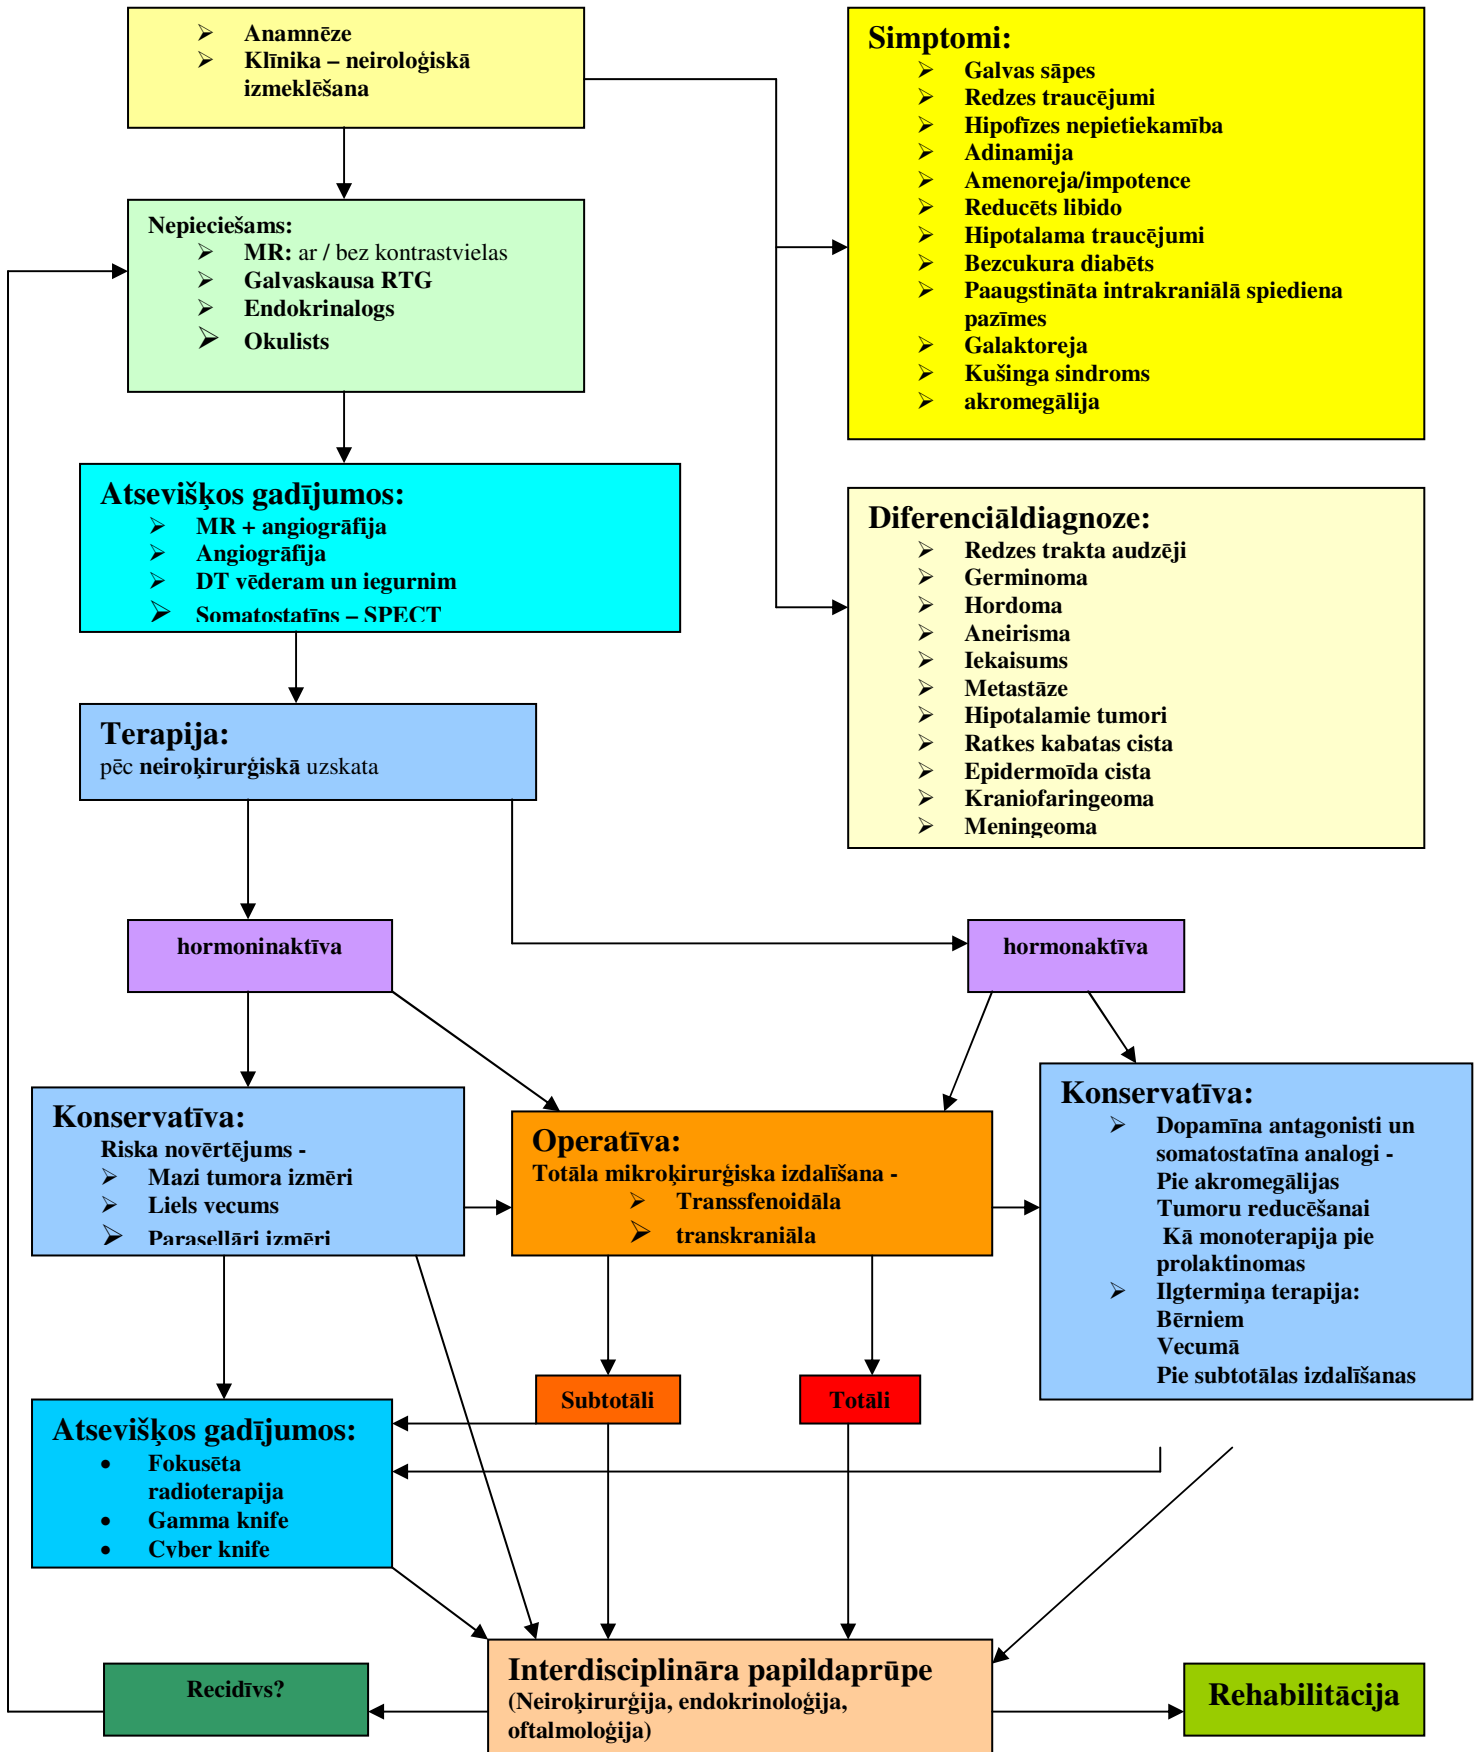 Anamnēze
Klīnika – neiroloģiskā
izmeklēšana
Simptomi:
Galvas sāpes
Redzes traucējumi
Hipofīzes nepietiekamība
Adinamija
Amenoreja/impotence
Reducēts libido
Hipotalama traucējumi
Bezcukura diabēts
Paaugstināta intrakraniālā spiediena
pazīmes
Galaktoreja
Kušinga sindroms
akromegālija
Nepieciešams:
MR: ar / bez kontrastvielas
Galvaskausa RTG
Endokrinalogs
Okulists
Atsevišķos gadījumos:
MR + angiogrāfija
Angiogrāfija
DT vēderam un iegurnim
Somatostatīns – SPECT
Diferenciāldiagnoze:
Redzes trakta audzēji
Germinoma
Hordoma
Aneirisma
Iekaisums
Metastāze
Hipotalamie tumori
Ratkes kabatas cista
Epidermoīda cista
Kraniofaringeoma
Meningeoma
Terapija:
pēc neiroķirurģiskā uzskata
hormoninaktīva
hormonaktīva
Konservatīva:
Riska novērtējums -
Mazi tumora izmēri
Liels vecums
Parasellāri izmēri
Operatīva:
Totāla mikroķirurģiska izdalīšana -
Transsfenoidāla
transkraniāla
Konservatīva:
Dopamīna antagonisti un
somatostatīna analogi -
Pie akromegālijas
Tumoru reducēšanai
Kā monoterapija pie
prolaktinomas
Ilgtermiņa terapija:
Bērniem
Vecumā
Pie subtotālas izdalīšanas
Subtotāli
Totāli
Atsevišķos gadījumos:
Fokusēta
radioterapija
Gamma knife
Cyber knife
Interdisciplināra papildaprūpe
(Neiroķirurģija, endokrinoloģija,
oftalmoloģija)
Recidīvs?
Rehabilitācija